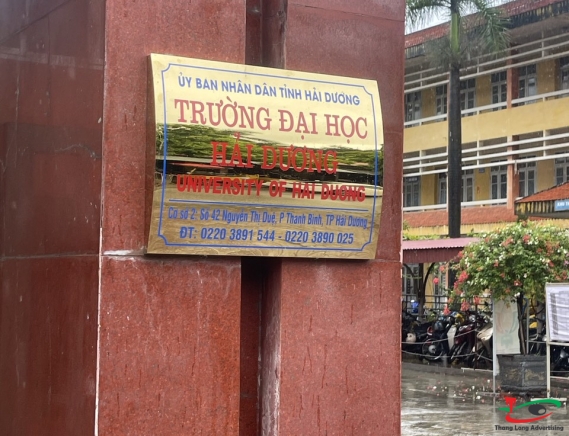 ỦY BAN NHÂN DÂN TỈNH HẢI DƯƠNG
TRƯỜNG ĐẠI HỌC
HẢI DƯƠNG
UNIVERSITY OF HAI DUONG
Cơ sở 2: Số 42 Nguyễn Thị Duệ, P Thanh Bình, TP Hải Dương
ĐT: 0220 3891 544 - 0220 3890 025
Thang Long Advertising